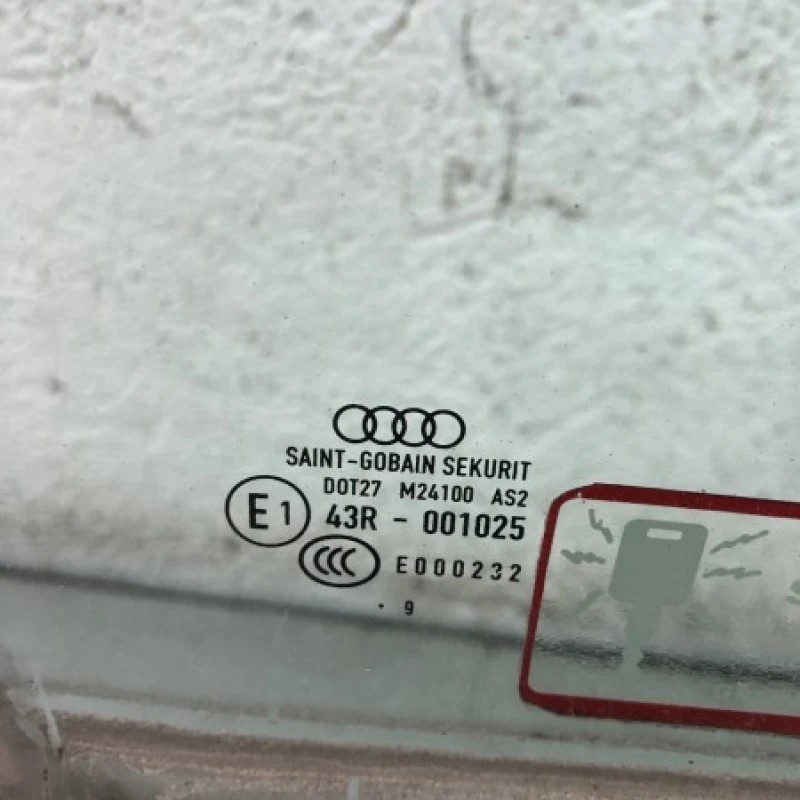 SAINT-GOBAIN SEKURIT
DOT27 M24100 AS2
E1 43R - 001025
CCC E000232
· 9